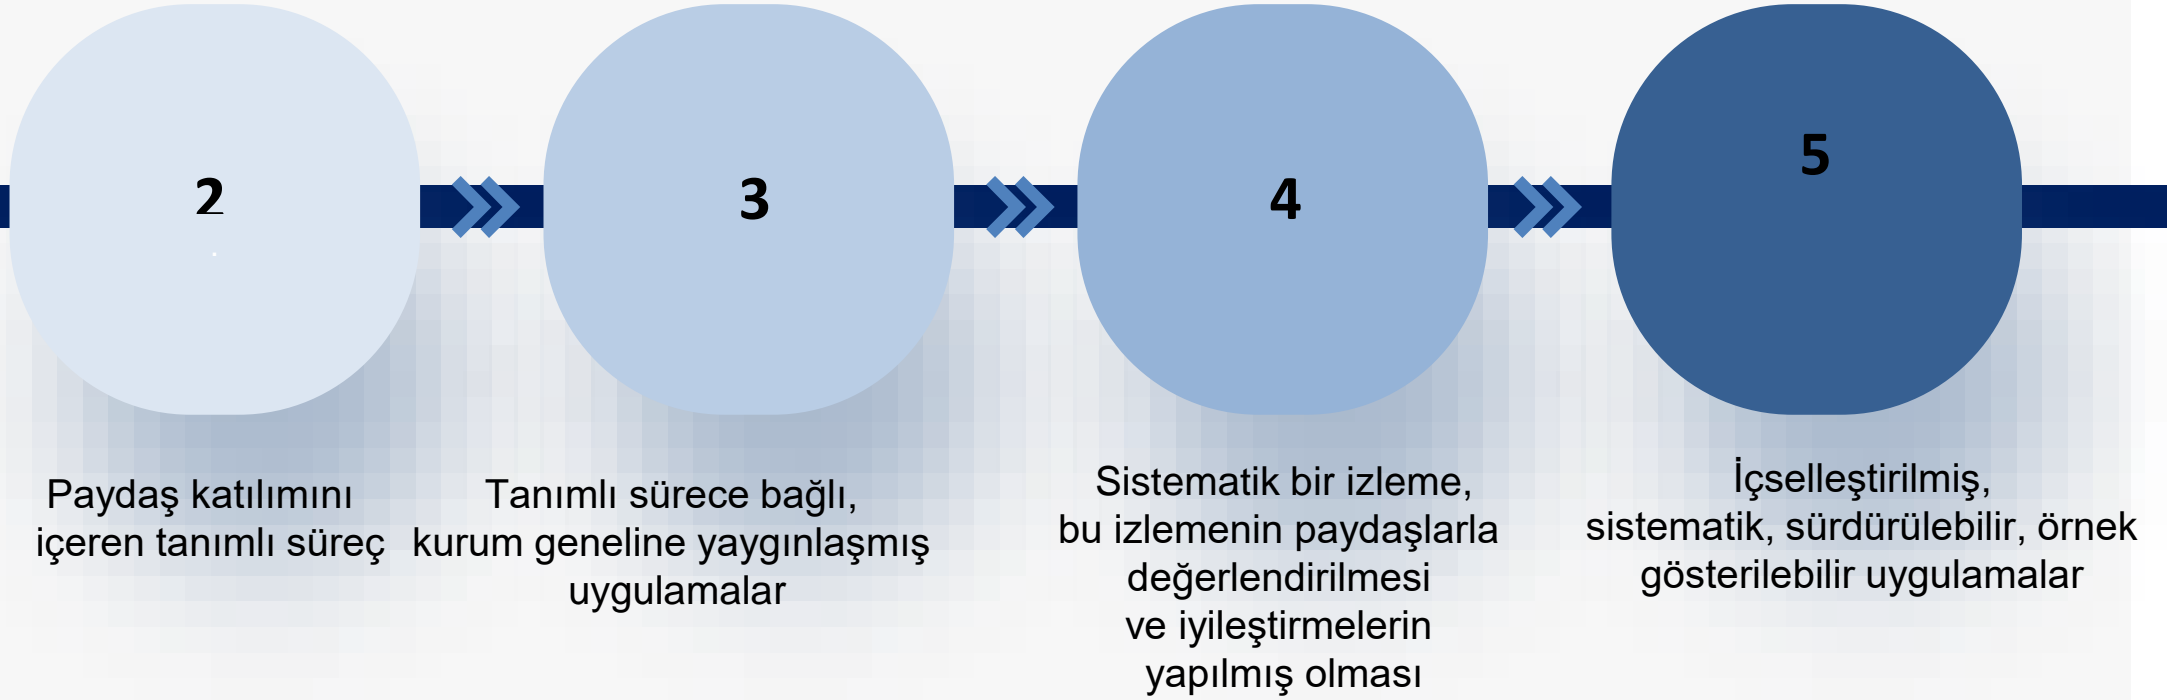 2
3
4
5
Paydaş katılımını
içeren tanımlı süreç
Tanımlı sürece bağlı,
kurum geneline yaygınlaşmış
uygulamalar
Sistematik bir izleme,
bu izlemenin paydaşlarla
değerlendirilmesi
ve iyileştirmelerin
yapılmış olması
İçselleştirilmiş,
sistematik, sürdürülebilir, örnek
gösterilebilir uygulamalar